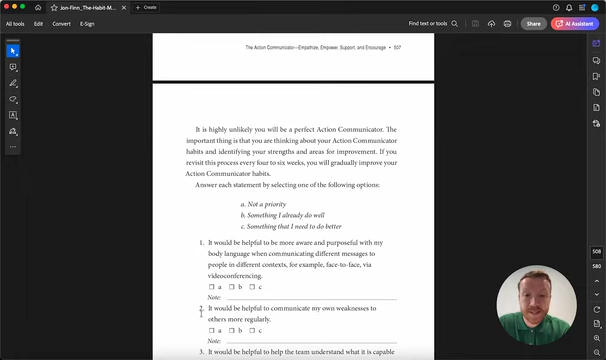 Jon-Finn_The-Habit-M...
+ Create
All tools
Edit
Convert
E-Sign
Find text or tools
Share
AI Assistant
The Action Communicator—Empathize, Empower, Support, and Encourage • 507
It is highly unlikely you will be a perfect Action Communicator. The
important thing is that you are thinking about your Action Communicator
habits and identifying your strengths and areas for improvement. If you
revisit this process every four to six weeks, you will gradually improve your
Action Communicator habits.
Answer each statement by selecting one of the following options:
a. Not a priority
b. Something I already do well
c. Something that I need to do better
1. It would be helpful to be more aware and purposeful with my
body language when communicating different messages to
people in different contexts, for example, face-to-face, via
videoconferencing.
☐ a ☐ b ☐ c
Note:
2. It would be helpful to communicate my own weaknesses to
others more regularly.
☐ a ☐ b ☐ c
Note:
3. It would be helpful to help the team understand what it is capable
508
580